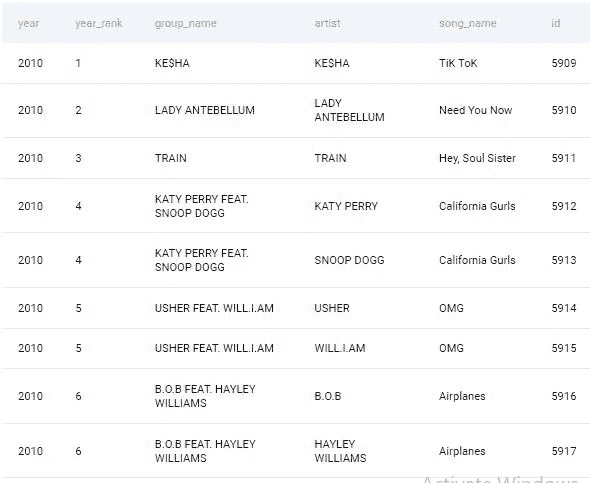 year year_rank group_name artist song_name id
2010 1 KE$HA KE$HA TiK ToK 5909
2010 2 LADY ANTEBELLUM LADY ANTEBELLUM Need You Now 5910
2010 3 TRAIN TRAIN Hey, Soul Sister 5911
2010 4 KATY PERRY FEAT. SNOOP DOGG KATY PERRY California Gurls 5912
2010 4 KATY PERRY FEAT. SNOOP DOGG SNOOP DOGG California Gurls 5913
2010 5 USHER FEAT. WILL.I.AM USHER OMG 5914
2010 5 USHER FEAT. WILL.I.AM WILL.I.AM OMG 5915
2010 6 B.O.B FEAT. HAYLEY WILLIAMS B.O.B Airplanes 5916
2010 6 B.O.B FEAT. HAYLEY WILLIAMS HAYLEY WILLIAMS Airplanes 5917
Activate Windows